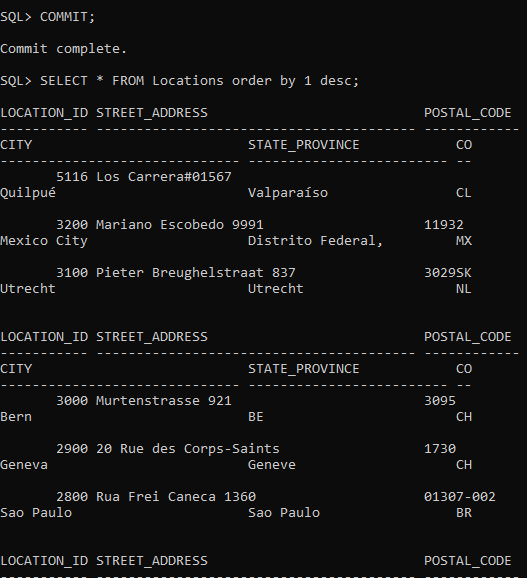 SQL> COMMIT;
Commit complete.
SQL> SELECT * FROM Locations order by 1 desc;
LOCATION_ID STREET_ADDRESS                           POSTAL_CODE
----------- ---------------------------------------- ------------
CITY                           STATE_PROVINCE            CO
------------------------------ ------------------------- --
       5116 Los Carrera#01567
Quilpué                        Valparaíso                CL
       3200 Mariano Escobedo 9991                    11932
Mexico City                    Distrito Federal,         MX
       3100 Pieter Breughelstraat 837                3029SK
Utrecht                        Utrecht                   NL
LOCATION_ID STREET_ADDRESS                           POSTAL_CODE
----------- ---------------------------------------- ------------
CITY                           STATE_PROVINCE            CO
------------------------------ ------------------------- --
       3000 Murtenstrasse 921                        3095
Bern                           BE                        CH
       2900 20 Rue des Corps-Saints                  1730
Geneva                         Geneve                    CH
       2800 Rua Frei Caneca 1360                     01307-002
Sao Paulo                      Sao Paulo                 BR
LOCATION_ID STREET_ADDRESS                           POSTAL_CODE
----------- ---------------------------------------- ------------